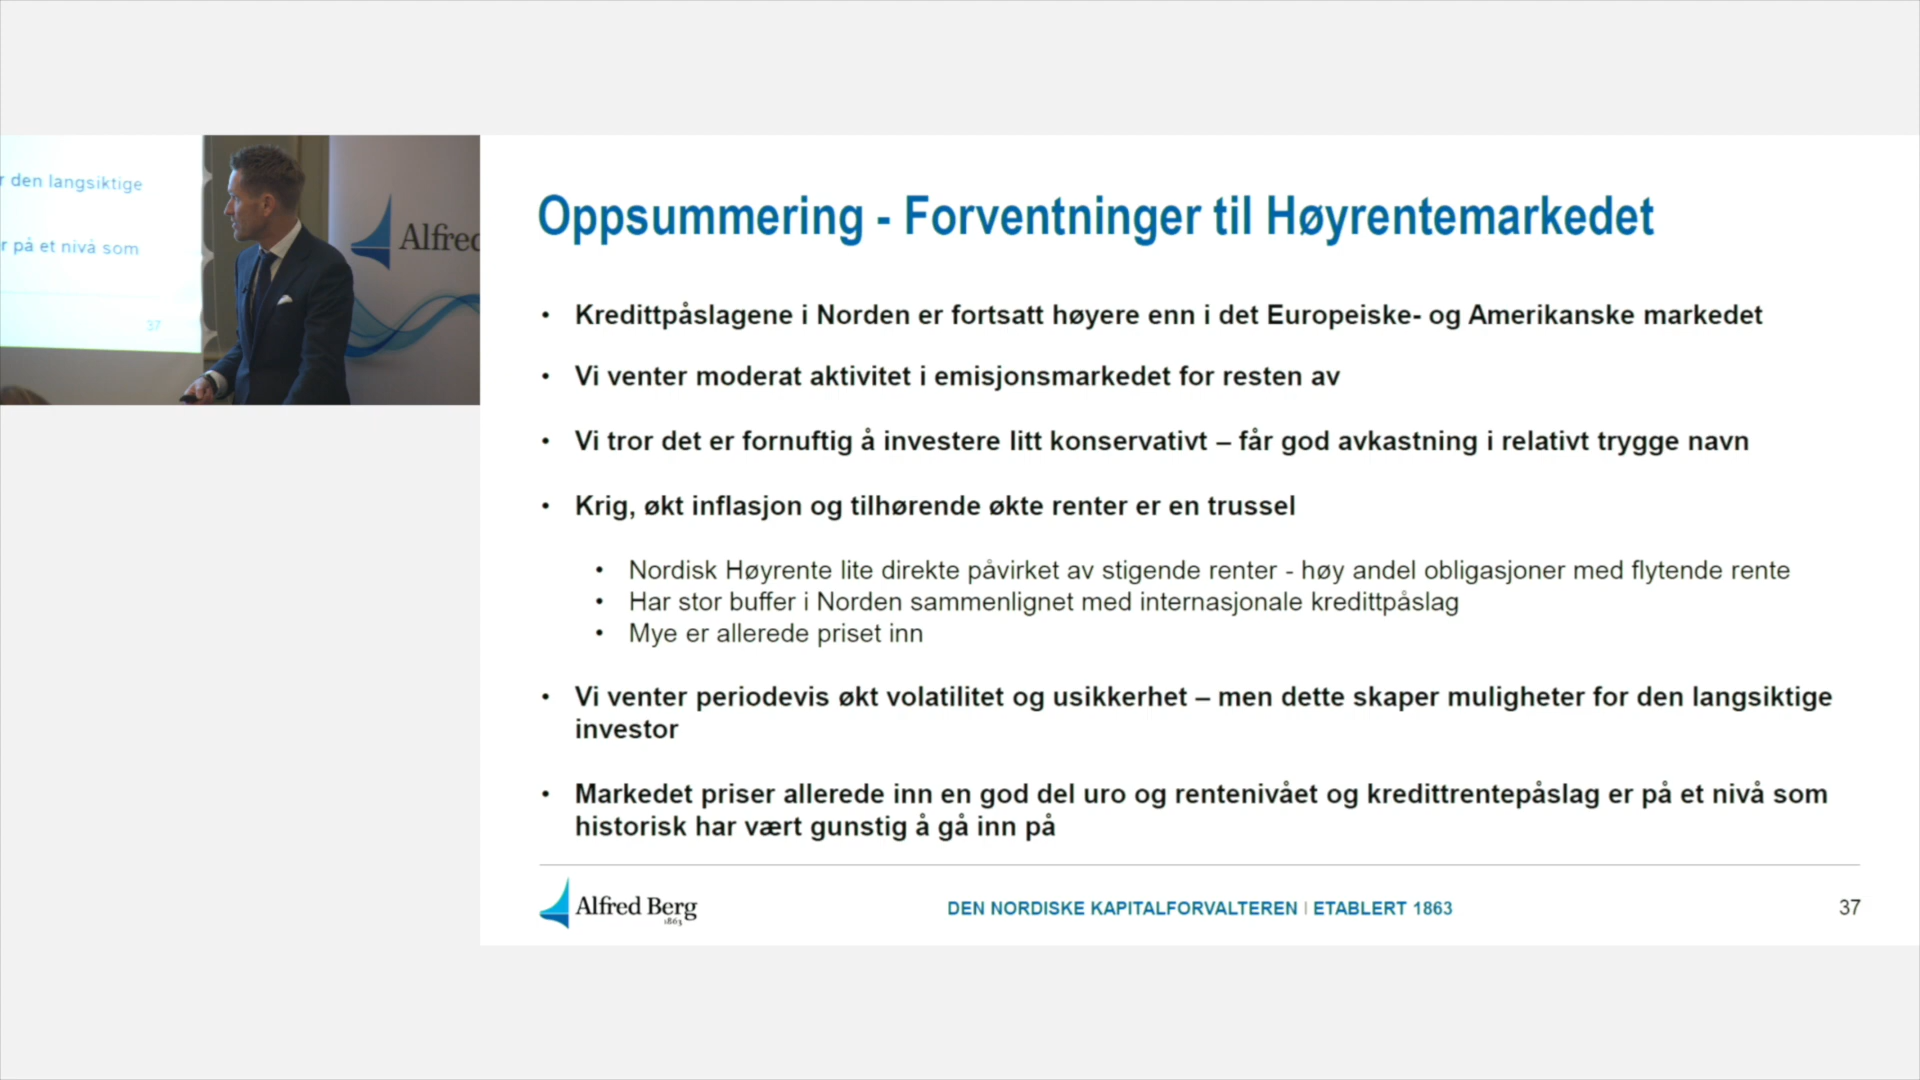 r den langsiktige
r på et nivå som
37
Alfred
Oppsummering - Forventninger til Høyrentemarkedet
• Kredittpåslagene i Norden er fortsatt høyere enn i det Europeiske- og Amerikanske markedet
• Vi venter moderat aktivitet i emisjonsmarkedet for resten av
• Vi tror det er fornuftig å investere litt konservativt – får god avkastning i relativt trygge navn
• Krig, økt inflasjon og tilhørende økte renter er en trussel
• Nordisk Høyrente lite direkte påvirket av stigende renter - høy andel obligasjoner med flytende rente
• Har stor buffer i Norden sammenlignet med internasjonale kredittpåslag
• Mye er allerede priset inn
• Vi venter periodevis økt volatilitet og usikkerhet – men dette skaper muligheter for den langsiktige
investor
• Markedet priser allerede inn en god del uro og rentenivået og kredittrentepåslag er på et nivå som
historisk har vært gunstig å gå inn på
Alfred Berg
1863
DEN NORDISKE KAPITALFORVALTEREN | ETABLERT 1863
37